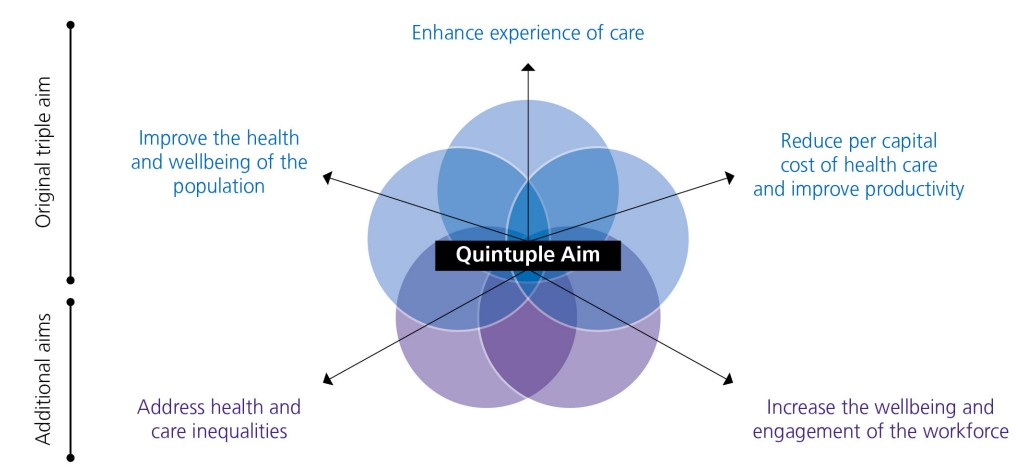 Enhance experience of care
Original triple aim
Improve the health
and wellbeing of the
population
Reduce per capital
cost of health care
and improve productivity
Quintuple Aim
Additional aims
Address health and
care inequalities
Increase the wellbeing and
engagement of the workforce